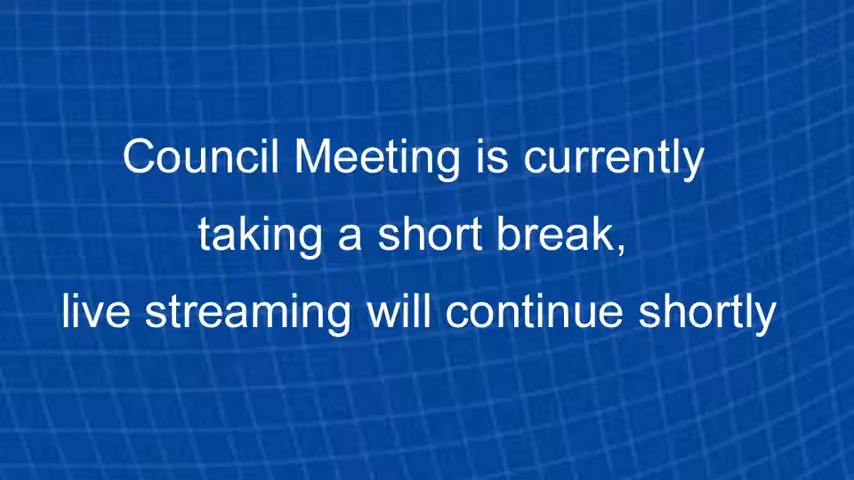 Council Meeting is currently
taking a short break,
live streaming will continue shortly